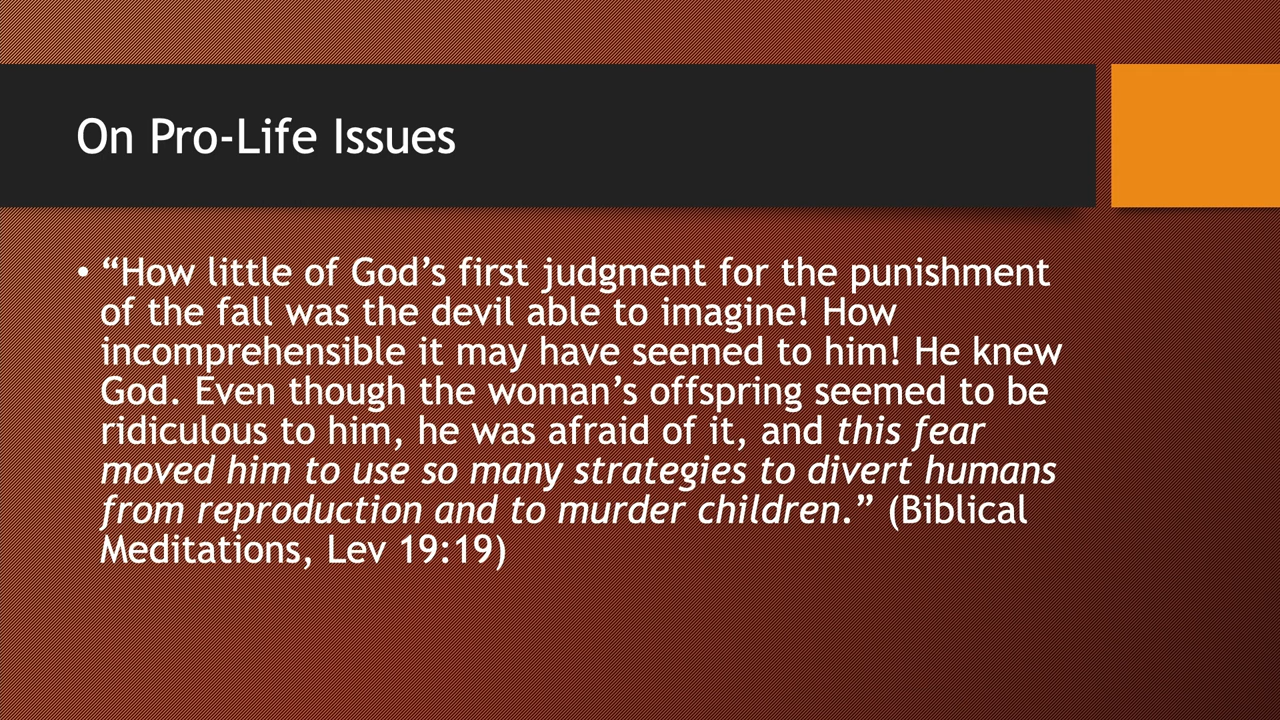 On Pro-Life Issues
• “How little of God’s first judgment for the punishment
of the fall was the devil able to imagine! How
incomprehensible it may have seemed to him! He knew
God. Even though the woman’s offspring seemed to be
ridiculous to him, he was afraid of it, and this fear
moved him to use so many strategies to divert humans
from reproduction and to murder children.” (Biblical
Meditations, Lev 19:19)